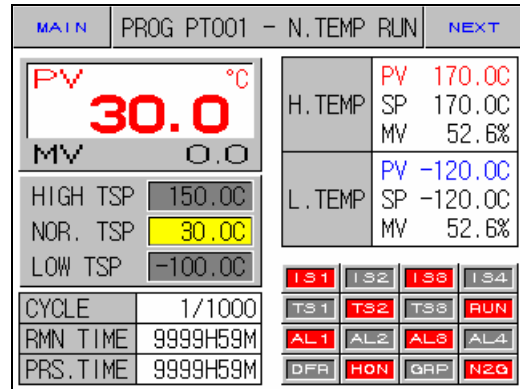 MAIN PROG PT001 - N.TEMP RUN NEXT
PV °C
30.0
MV 0.0
HIGH TSP 150.0C
NOR. TSP 30.0C
LOW TSP -100.0C
CYCLE 1/1000
RMN TIME 9999H59M
PRS.TIME 9999H59M
H.TEMP
PV 170.0C
SP 170.0C
MV 52.6%
L.TEMP
PV -120.0C
SP -120.0C
MV 52.6%
IS1 IS2 IS3 IS4
TS1 TS2 TS3 RUN
AL1 AL2 AL3 AL4
DFR HON GRP N2G